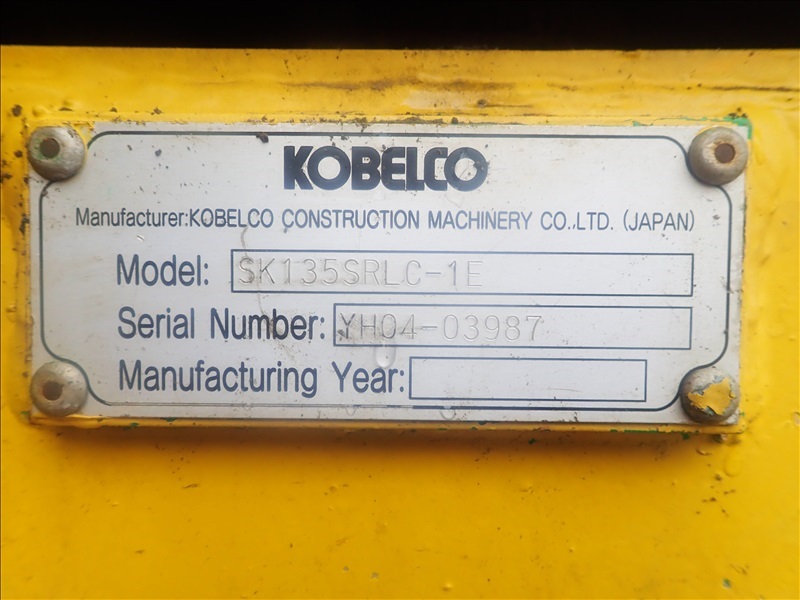 KOBELCO
Manufacturer:KOBELCO CONSTRUCTION MACHINERY CO.,LTD. (JAPAN)
Model: SK135SRLC-1E
Serial Number: YH04-03987
Manufacturing Year: